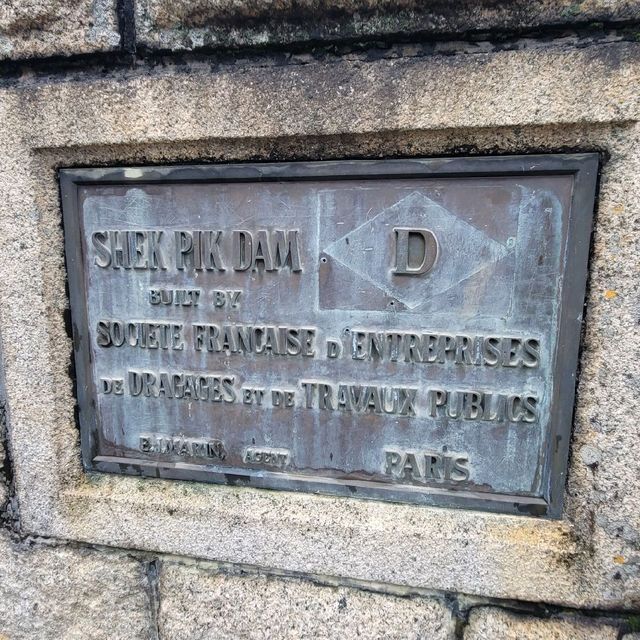 SHEK PIK DAM
D
BUILT BY
SOCIETE FRANCAISE D ENTREPRISES
DE DRAGAGES ET DE TRAVAUX PUBLICS
E.J.MARIN, AGENT
PARIS